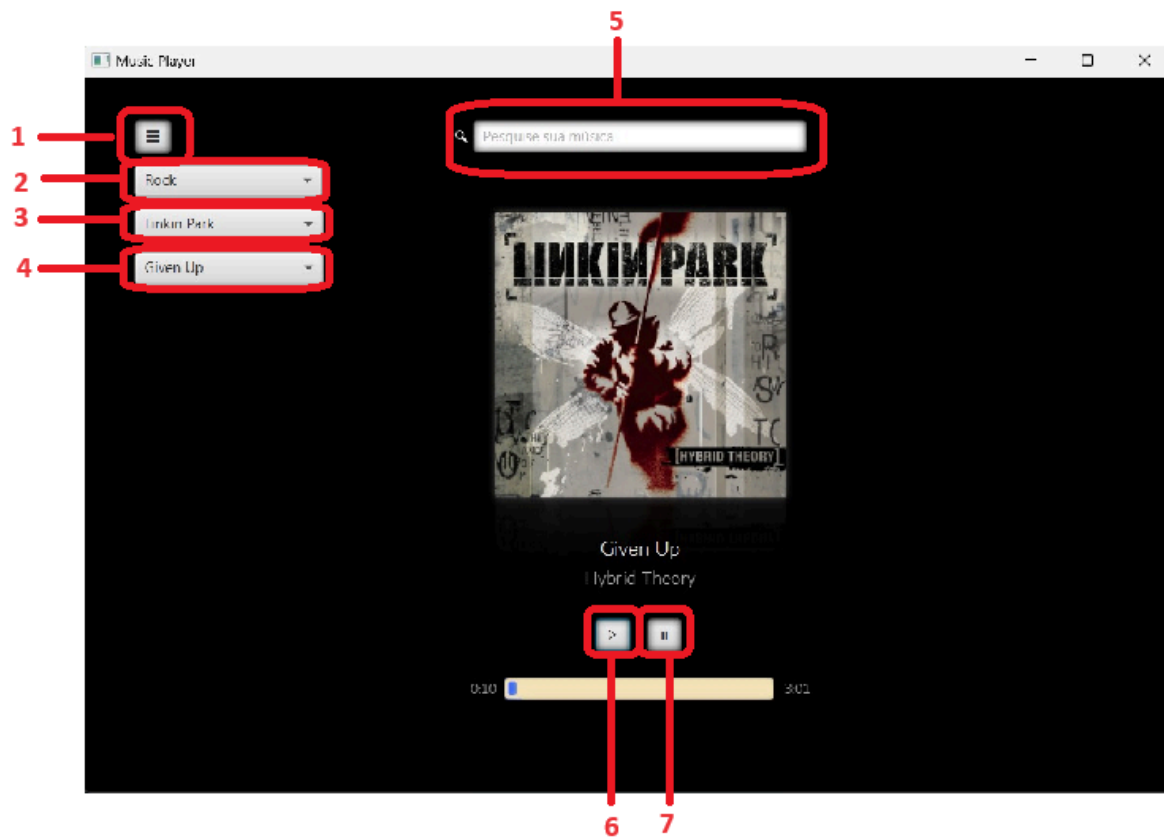 5
Music Player
1
Pesquise sua música
2
Rock
3
Linkin Park
4
Given Up
LINKIN PARK
[HYBRID THEORY]
Given Up
Hybrid Theory
0:10
3:01
6
7